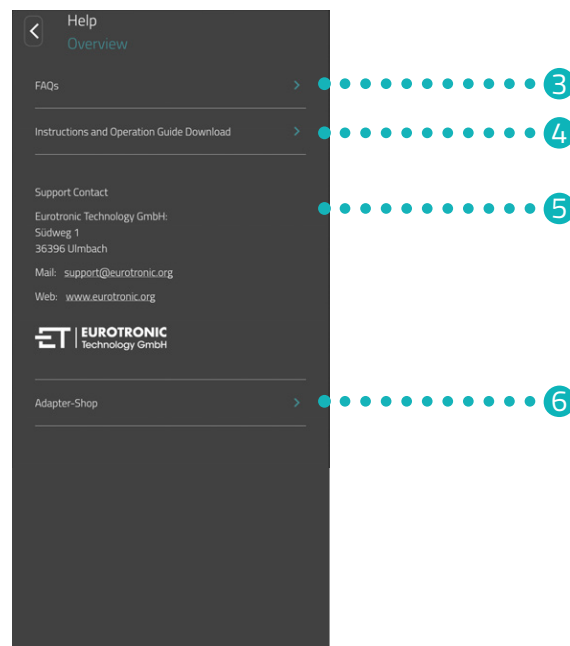 Help
Overview
FAQs
3
Instructions and Operation Guide Download
4
Support Contact
5
Eurotronic Technology GmbH:
Südweg 1
36396 Ulmbach
Mail: support@eurotronic.org
Web: www.eurotronic.org
ET EUROTRONIC
Technology GmbH
Adapter-Shop
6